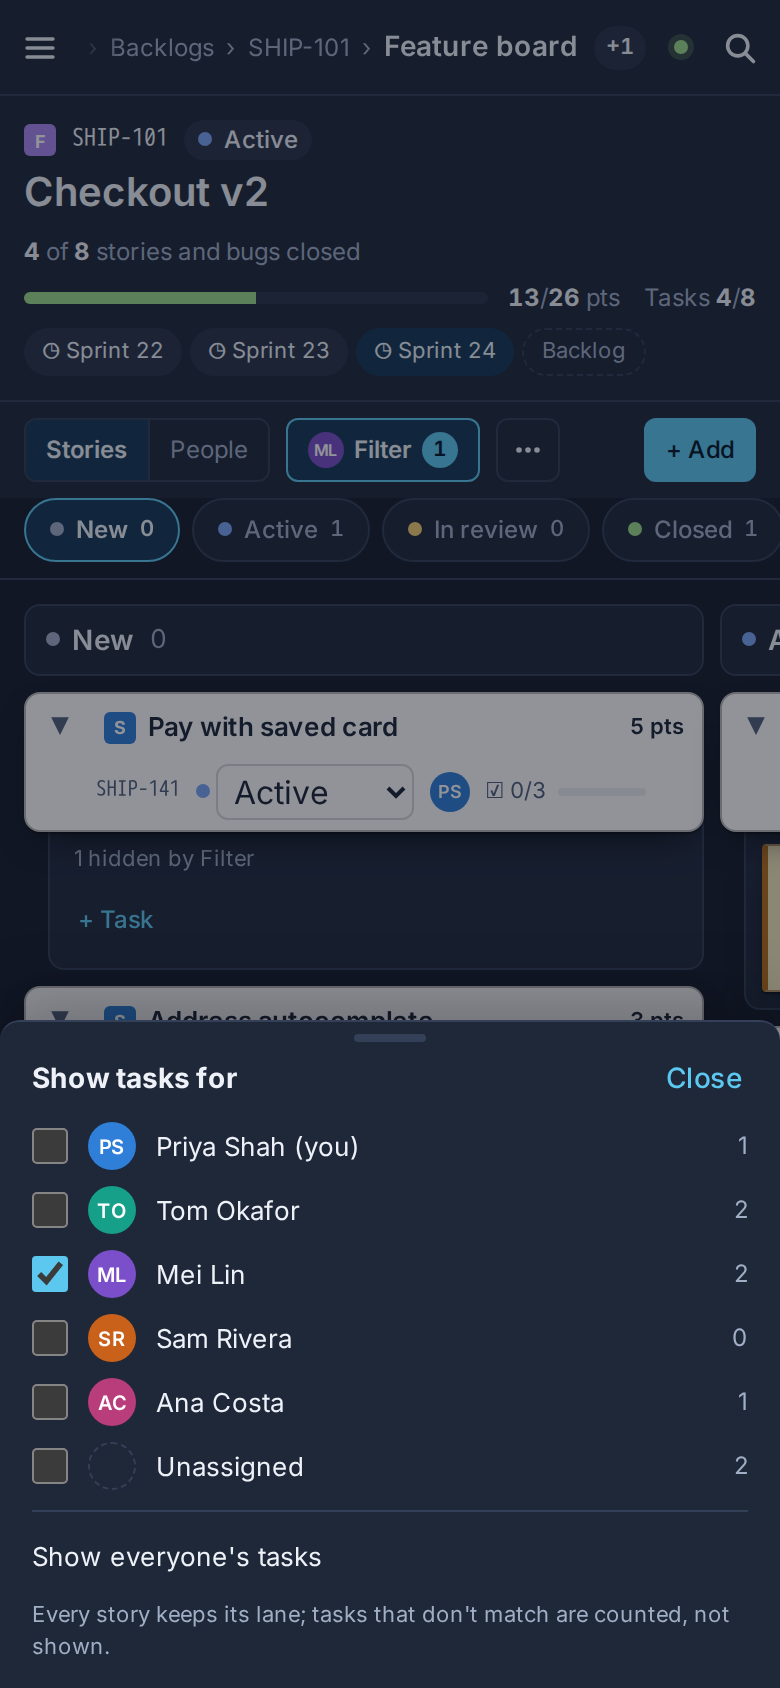 › Backlogs › SHIP-101 › Feature board +1
F SHIP-101 Active
Checkout v2
4 of 8 stories and bugs closed
13/26 pts Tasks 4/8
Sprint 22 Sprint 23 Sprint 24 Backlog
Stories People ML Filter 1 ••• + Add
New 0 Active 1 In review 0 Closed 1
New 0 A
▼ S Pay with saved card 5 pts ▼
SHIP-141 Active PS ☑ 0/3
1 hidden by Filter
+ Task
▼ S Address autocomplete 3 pts
Show tasks for Close
PS Priya Shah (you) 1
TO Tom Okafor 2
ML Mei Lin 2
SR Sam Rivera 0
AC Ana Costa 1
Unassigned 2
Show everyone's tasks
Every story keeps its lane; tasks that don't match are counted, not
shown.